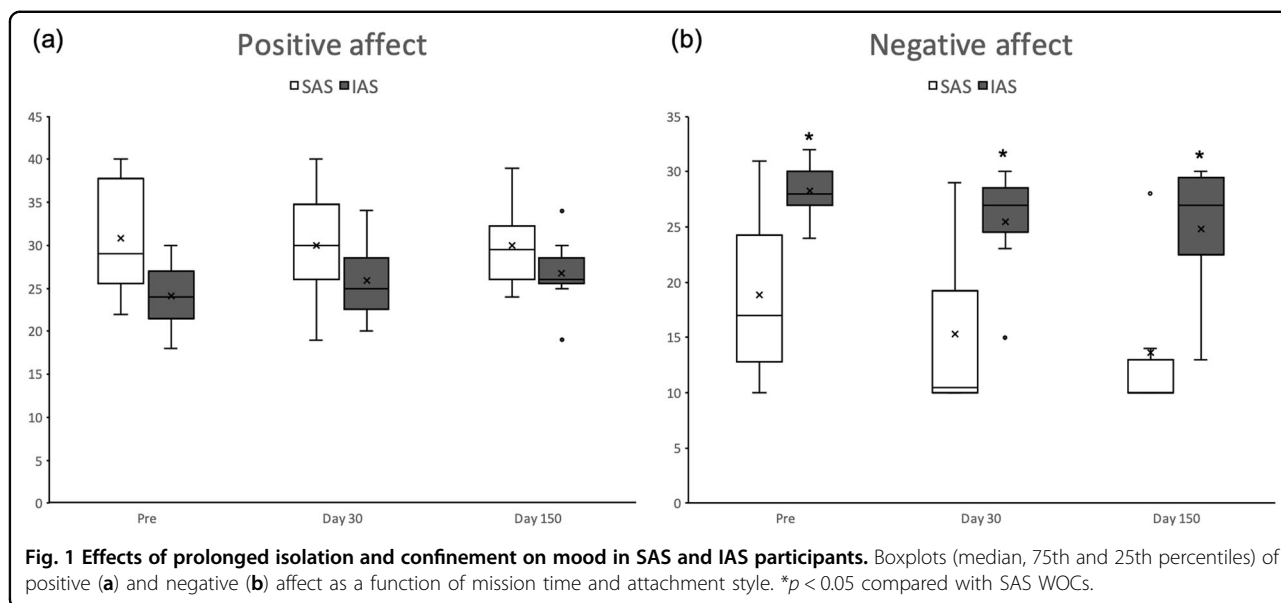 (a)
Positive affect
SAS IAS
45
40
35
30
25
20
15
10
5
0
Pre Day 30 Day 150
(b)
Negative affect
SAS IAS
35
30
25
20
15
10
5
0
* * *
Pre Day 30 Day 150
Fig. 1 Effects of prolonged isolation and confinement on mood in SAS and IAS participants. Boxplots (median, 75th and 25th percentiles) of
positive (a) and negative (b) affect as a function of mission time and attachment style. *p < 0.05 compared with SAS WOCs.